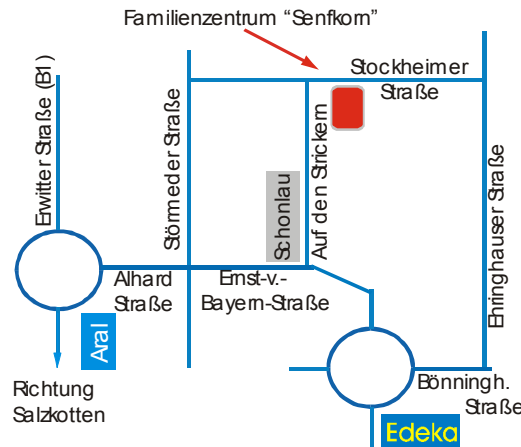 Familienzentrum “Senfkorn”
Stockheimer
Straße
Erwitter Straße (B1)
Störmeder Straße
Schonlau
Auf den Strickern
Ehringhauser Straße
Alhard
Straße
Ernst-v.-
Bayern-Straße
Aral
Richtung
Salzkotten
Bönningh.
Straße
Edeka